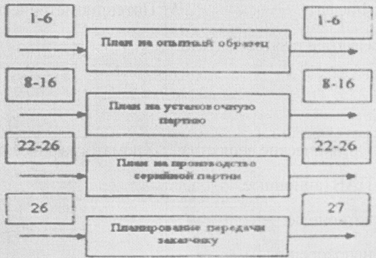 1-6
1-6
План на опытный образец
8-16
8-16
План на установочную
партию
22-26
22-26
План на производство
серийной партии
26
27
Планирование передачи
заказчику